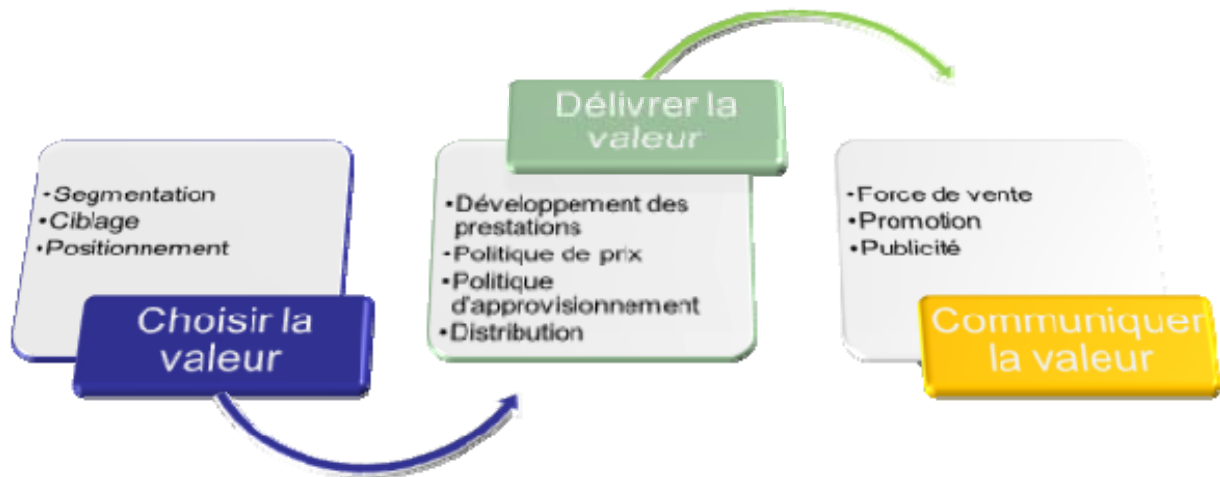 •Segmentation
•Ciblage
•Positionnement
Choisir la
valeur
Délivrer la
valeur
•Développement des
prestations
•Politique de prix
•Politique
d'approvisionnement
•Distribution
•Force de vente
•Promotion
•Publicité
Communiquer
la valeur